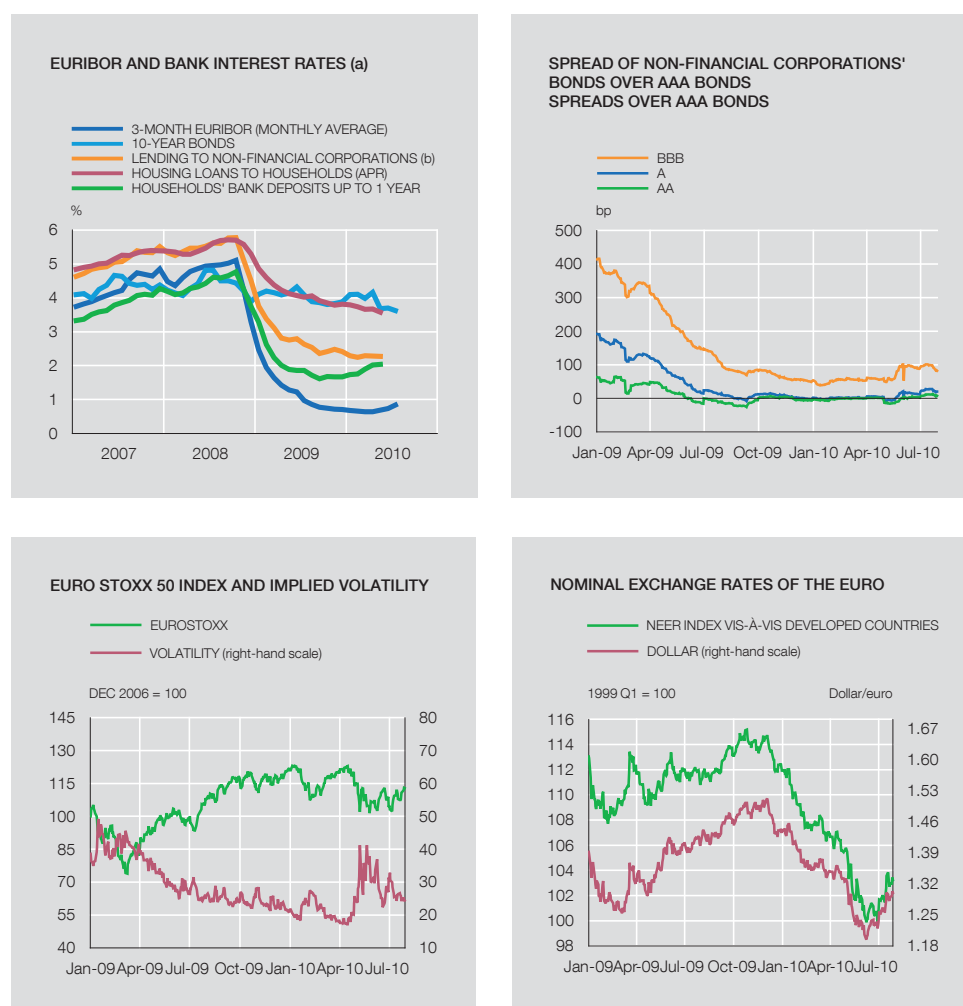 EURIBOR AND BANK INTEREST RATES (a)
3-MONTH EURIBOR (MONTHLY AVERAGE)
10-YEAR BONDS
LENDING TO NON-FINANCIAL CORPORATIONS (b)
HOUSING LOANS TO HOUSEHOLDS (APR)
HOUSEHOLDS' BANK DEPOSITS UP TO 1 YEAR
%
6
5
4
3
2
1
0
2007 2008 2009 2010
SPREAD OF NON-FINANCIAL CORPORATIONS'
BONDS OVER AAA BONDS
SPREADS OVER AAA BONDS
BBB
A
AA
bp
500
400
300
200
100
0
-100
Jan-09 Apr-09 Jul-09 Oct-09 Jan-10 Apr-10 Jul-10
EURO STOXX 50 INDEX AND IMPLIED VOLATILITY
EUROSTOXX
VOLATILITY (right-hand scale)
DEC 2006 = 100
145 80
130 70
115 60
100 50
85 40
70 30
55 20
40 10
Jan-09 Apr-09 Jul-09 Oct-09 Jan-10 Apr-10 Jul-10
NOMINAL EXCHANGE RATES OF THE EURO
NEER INDEX VIS-À-VIS DEVELOPED COUNTRIES
DOLLAR (right-hand scale)
1999 Q1 = 100 Dollar/euro
116
1.67
114
1.60
112
1.53
110
108 1.46
106
1.39
104
1.32
102
1.25
100
98 1.18
Jan-09 Apr-09 Jul-09 Oct-09 Jan-10 Apr-10 Jul-10